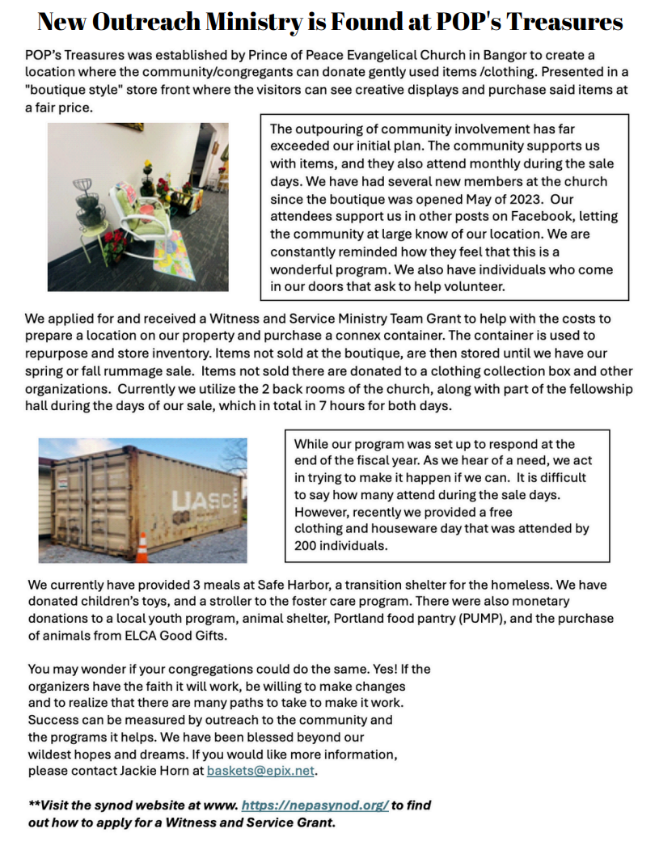 New Outreach Ministry is Found at POP's Treasures
POP's Treasures was established by Prince of Peace Evangelical Church in Bangor to create a
location where the community/congregants can donate gently used items /clothing. Presented in a
"boutique style" store front where the visitors can see creative displays and purchase said items at
a fair price.
The outpouring of community involvement has far
exceeded our initial plan. The community supports us
with items, and they also attend monthly during the sale
days. We have had several new members at the church
since the boutique was opened May of 2023.  Our
attendees support us in other posts on Facebook, letting
the community at large know of our location. We are
constantly reminded how they feel that this is a
wonderful program. We also have individuals who come
in our doors that ask to help volunteer.
We applied for and received a Witness and Service Ministry Team Grant to help with the costs to
prepare a location on our property and purchase a connex container. The container is used to
repurpose and store inventory. Items not sold at the boutique, are then stored until we have our
spring or fall rummage sale.  Items not sold there are donated to a clothing collection box and other
organizations.  Currently we utilize the 2 back rooms of the church, along with part of the fellowship
hall during the days of our sale, which in total in 7 hours for both days.
UASC
While our program was set up to respond at the
end of the fiscal year. As we hear of a need, we act
in trying to make it happen if we can.  It is difficult
to say how many attend during the sale days.
However, recently we provided a free
clothing and houseware day that was attended by
200 individuals.
We currently have provided 3 meals at Safe Harbor, a transition shelter for the homeless. We have
donated children's toys, and a stroller to the foster care program. There were also monetary
donations to a local youth program, animal shelter, Portland food pantry (PUMP), and the purchase
of animals from ELCA Good Gifts.
You may wonder if your congregations could do the same. Yes! If the
organizers have the faith it will work, be willing to make changes
and to realize that there are many paths to take to make it work.
Success can be measured by outreach to the community and
the programs it helps. We have been blessed beyond our
wildest hopes and dreams. If you would like more information,
please contact Jackie Horn at baskets@epix.net.
**Visit the synod website at www. https://nepasynod.org/ to find
out how to apply for a Witness and Service Grant.